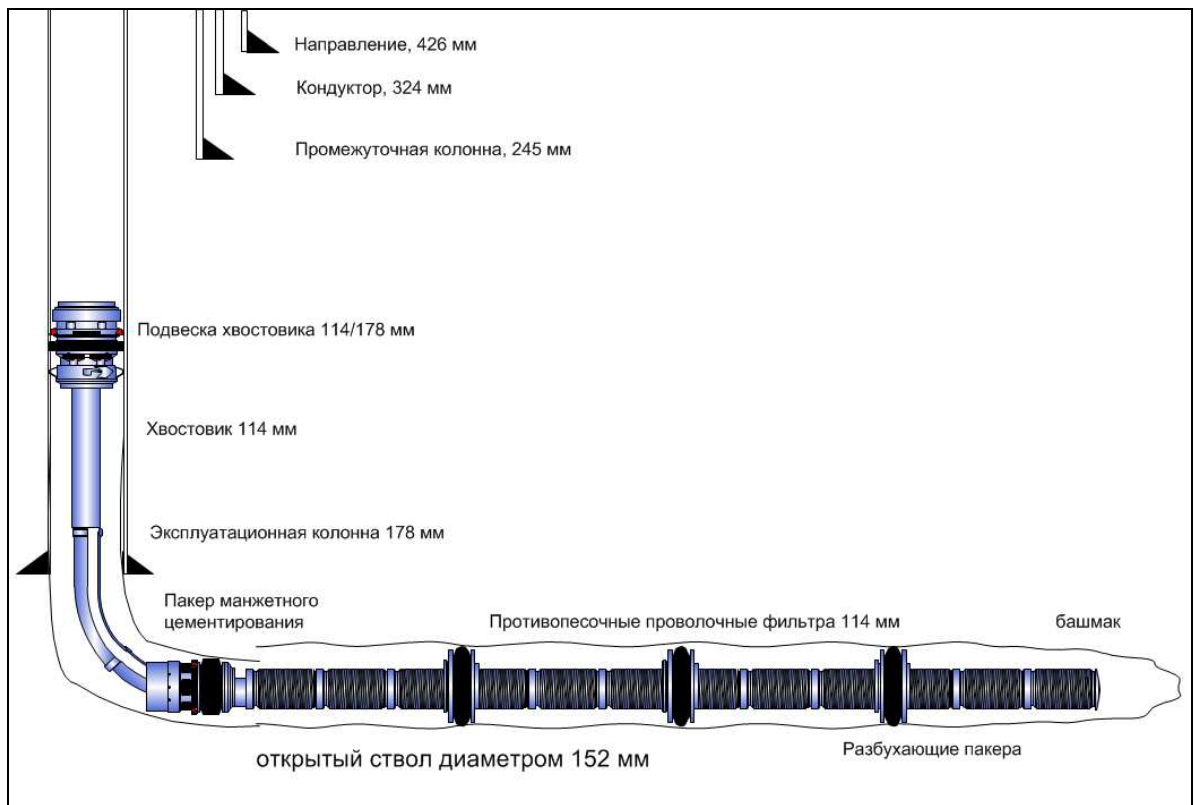 Направление, 426 мм
Кондуктор, 324 мм
Промежуточная колонна, 245 мм
Подвеска хвостовика 114/178 мм
Хвостовик 114 мм
Эксплуатационная колонна 178 мм
Пакер манжетного
цементирования
Противопесочные проволочные фильтра 114 мм
башмак
Разбухающие пакера
открытый ствол диаметром 152 мм